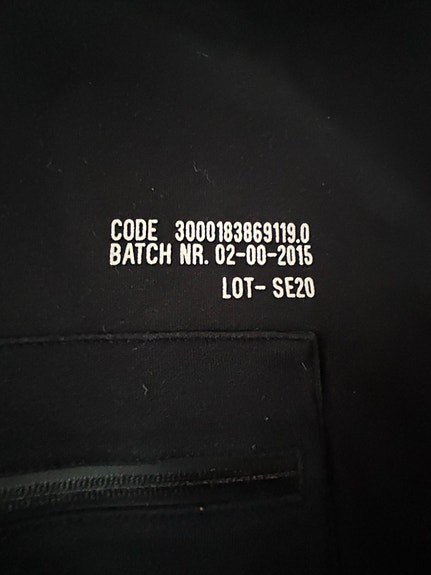 CODE 3000183869119.0
BATCH NR. 02-00-2015
LOT- SE20